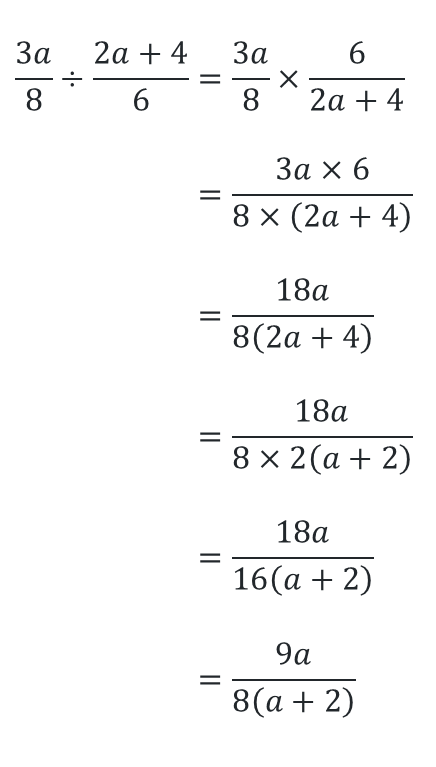 3a/8 ÷ (2a + 4)/6 = 3a/8 × 6/(2a + 4)
= (3a × 6)/(8 × (2a + 4))
= 18a/(8(2a + 4))
= 18a/(8 × 2(a + 2))
= 18a/(16(a + 2))
= 9a/(8(a + 2))